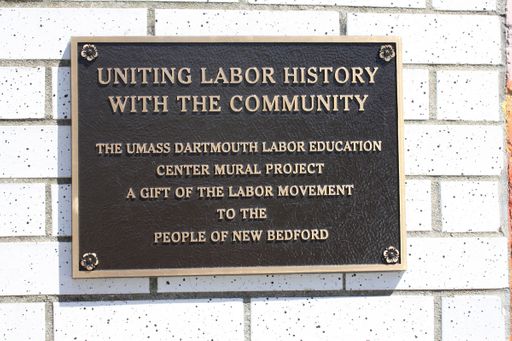 UNITING LABOR HISTORY
WITH THE COMMUNITY
THE UMASS DARTMOUTH LABOR EDUCATION
CENTER MURAL PROJECT
A GIFT OF THE LABOR MOVEMENT
TO THE
PEOPLE OF NEW BEDFORD